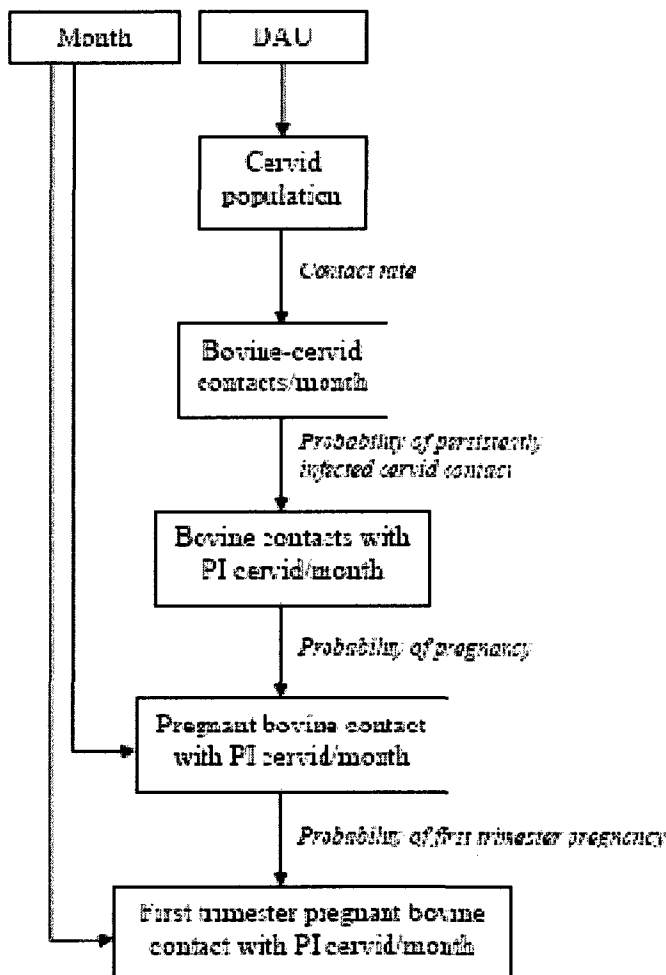 Month
DAU
Cervid
population
Contact rate
Bovine-cervid
contacts/month
Probability of persistently
infected cervid contact
Bovine contacts with
PI cervid/month
Probability of pregnancy
Pregnant bovine contact
with PI cervid/month
Probability of first trimester pregnancy
First trimester pregnant bovine
contact with PI cervid/month